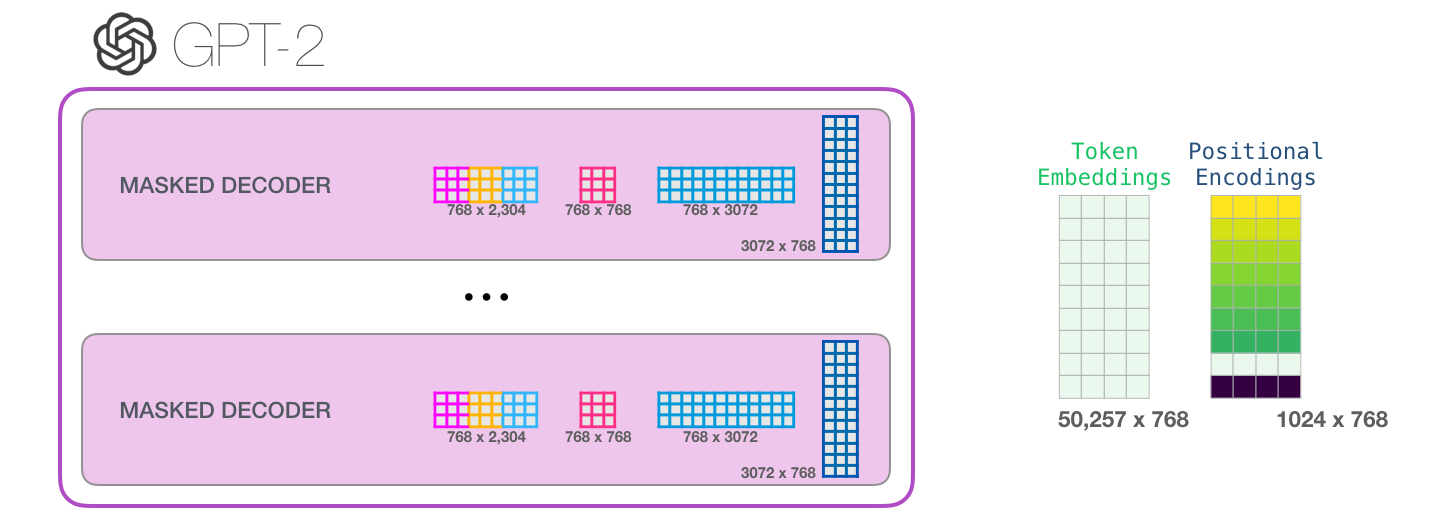 GPT-2
MASKED DECODER
768 x 2,304
768 x 768
768 x 3072
3072 x 768
...
MASKED DECODER
768 x 2,304
768 x 768
768 x 3072
3072 x 768
Token
Embeddings
50,257 x 768
Positional
Encodings
1024 x 768